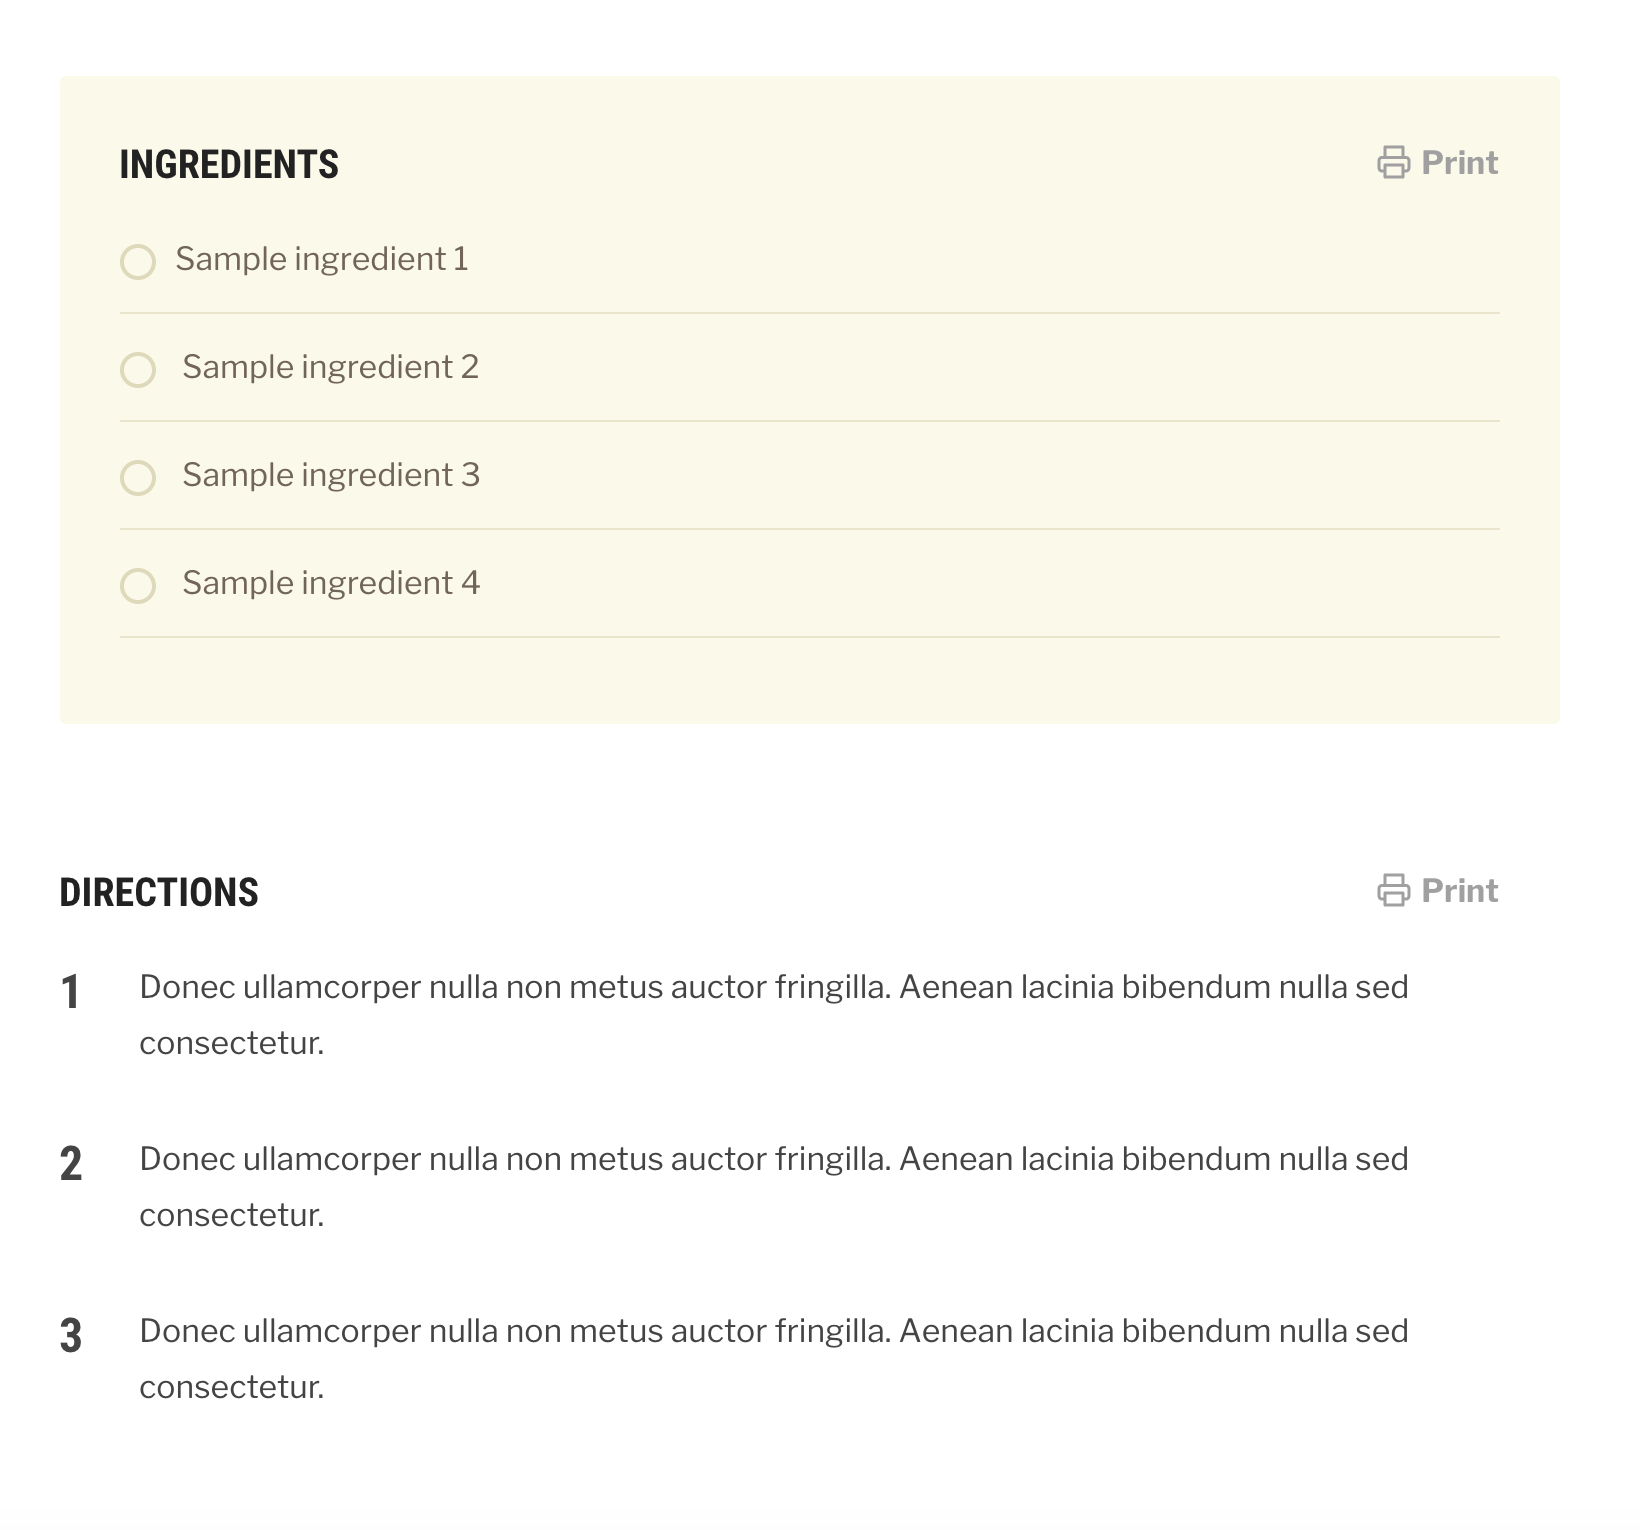 INGREDIENTS
Print
Sample ingredient 1
Sample ingredient 2
Sample ingredient 3
Sample ingredient 4
DIRECTIONS
Print
1 Donec ullamcorper nulla non metus auctor fringilla. Aenean lacinia bibendum nulla sed
consectetur.
2 Donec ullamcorper nulla non metus auctor fringilla. Aenean lacinia bibendum nulla sed
consectetur.
3 Donec ullamcorper nulla non metus auctor fringilla. Aenean lacinia bibendum nulla sed
consectetur.